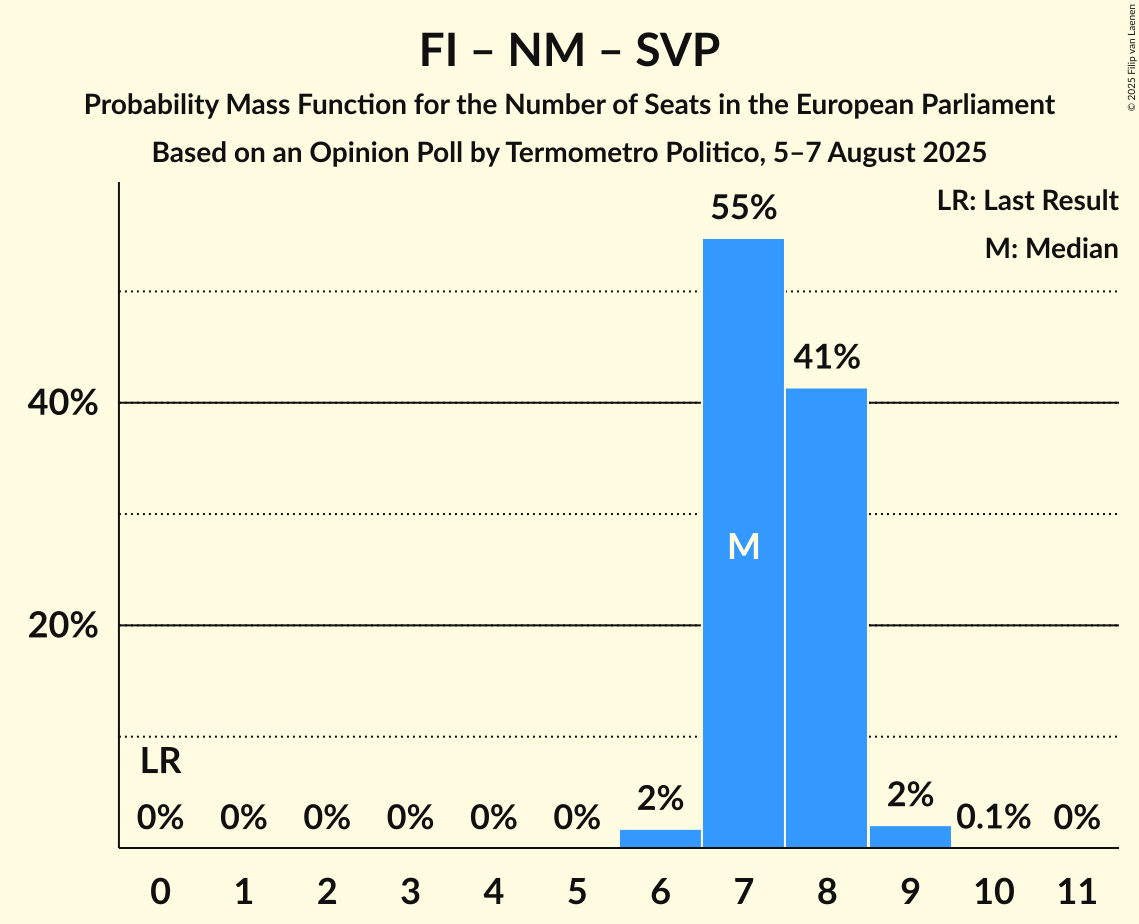 FI – NM – SVP
Probability Mass Function for the Number of Seats in the European Parliament
Based on an Opinion Poll by Termometro Politico, 5–7 August 2025
© 2025 Filip van Laenen
LR: Last Result
M: Median
55%
41%
40%
M
20%
LR
0% 0% 0% 0% 0% 0% 2% 2% 0.1% 0%
0 1 2 3 4 5 6 7 8 9 10 11